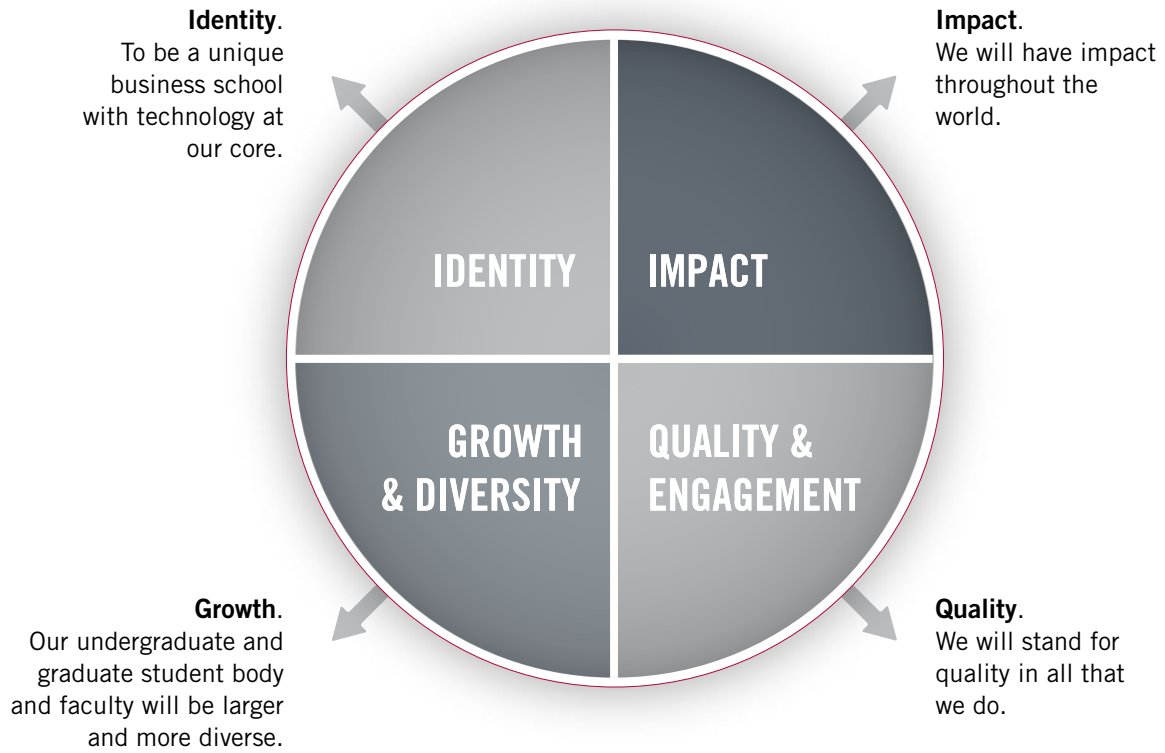 Identity.
To be a unique
business school
with technology at
our core.
Impact.
We will have impact
throughout the
world.
IDENTITY
IMPACT
GROWTH
& DIVERSITY
QUALITY &
ENGAGEMENT
Growth.
Our undergraduate and
graduate student body
and faculty will be larger
and more diverse.
Quality.
We will stand for
quality in all that
we do.